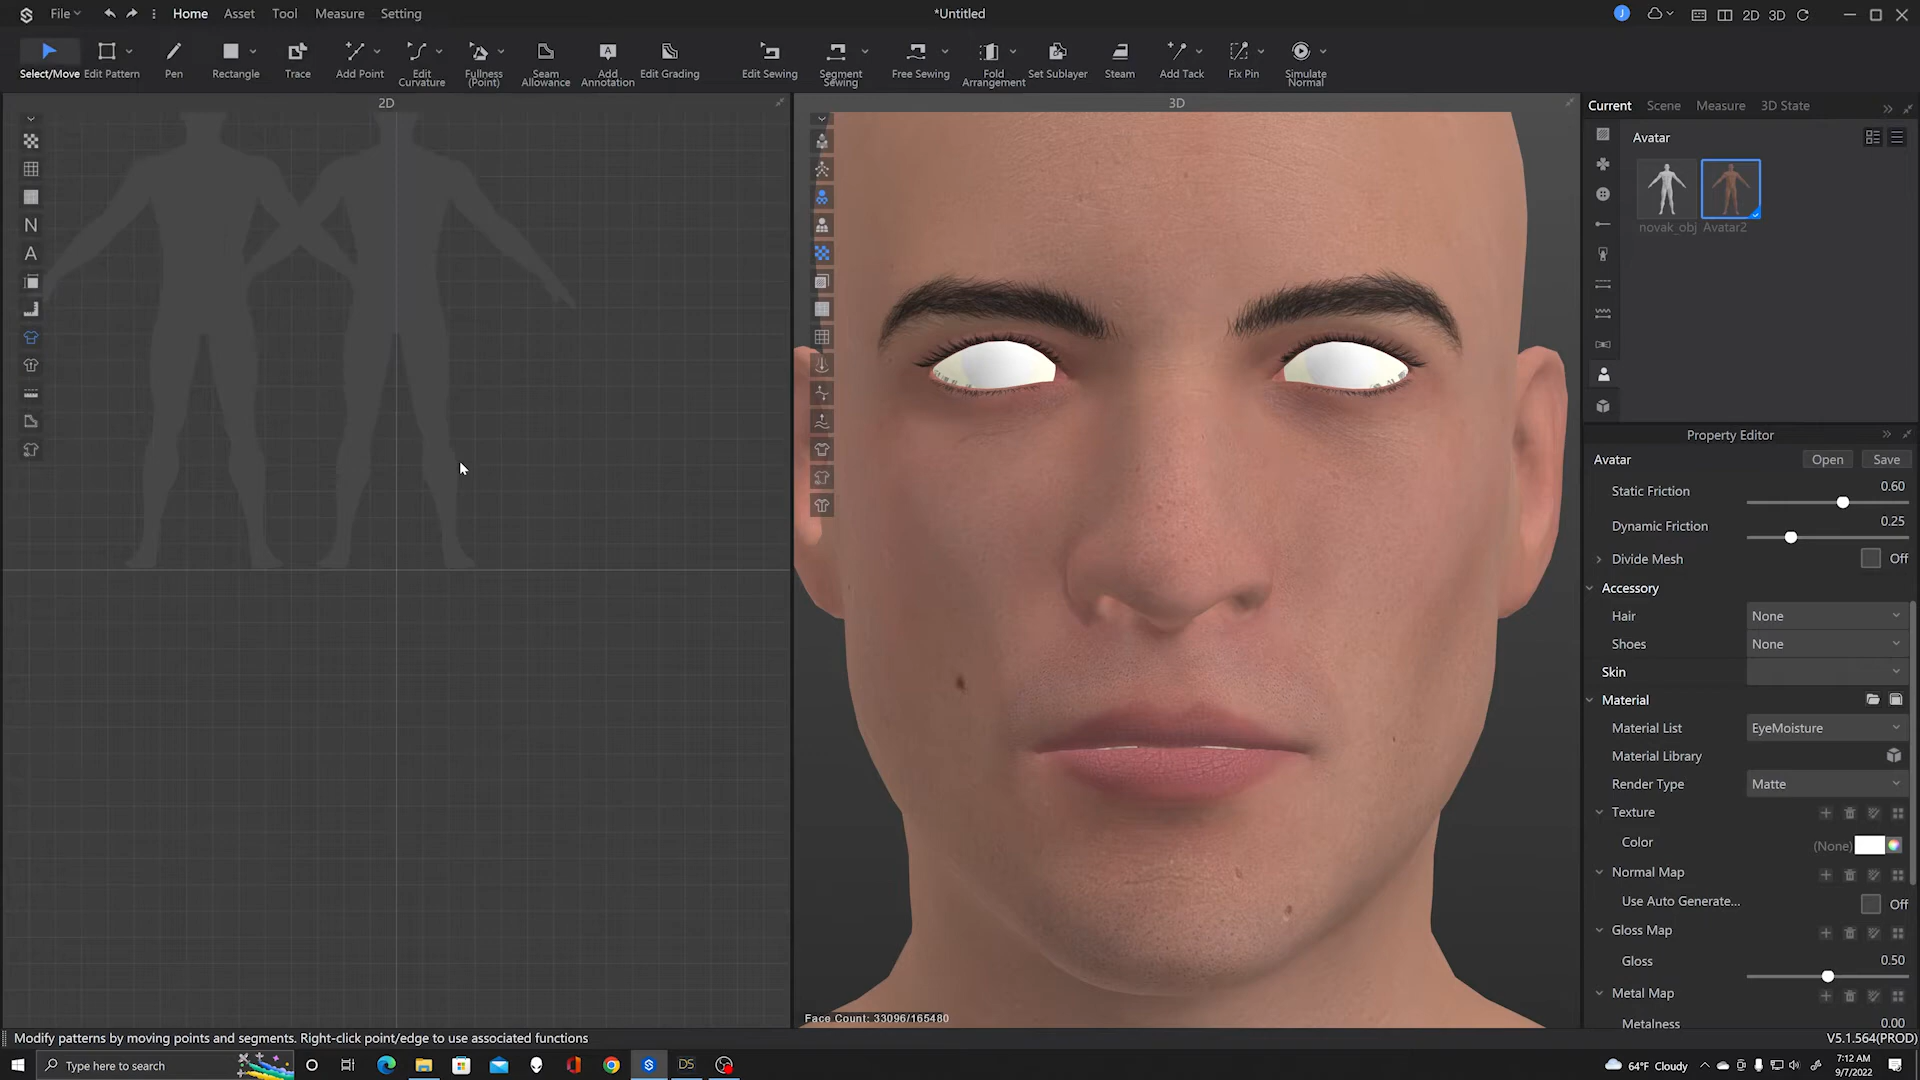 File Home Asset Tool Measure Setting *Untitled J 2D 3D
Select/Move Edit Pattern Pen Rectangle Trace Add Point Edit Curvature Fullness (Point) Seam Allowance Add Annotation Edit Grading Edit Sewing Segment Sewing Free Sewing Fold Arrangement Set Sublayer Steam Add Tack Fix Pin Simulate Normal
2D 3D
N
A
Current Scene Measure 3D State
Avatar
novak_obj Avatar2
Property Editor
Avatar Open Save
Static Friction 0.60
Dynamic Friction 0.25
Divide Mesh Off
Accessory
Hair None
Shoes None
Skin
Material
Material List EyeMoisture
Material Library
Render Type Matte
Texture
Color (None)
Normal Map
Use Auto Generate... Off
Gloss Map
Gloss 0.50
Metal Map
Metalness 0.00
Face Count: 33096/165480
Modify patterns by moving points and segments. Right-click point/edge to use associated functions V5.1.564(PROD)
Type here to search DS 64°F Cloudy 7:12 AM
9/7/2022